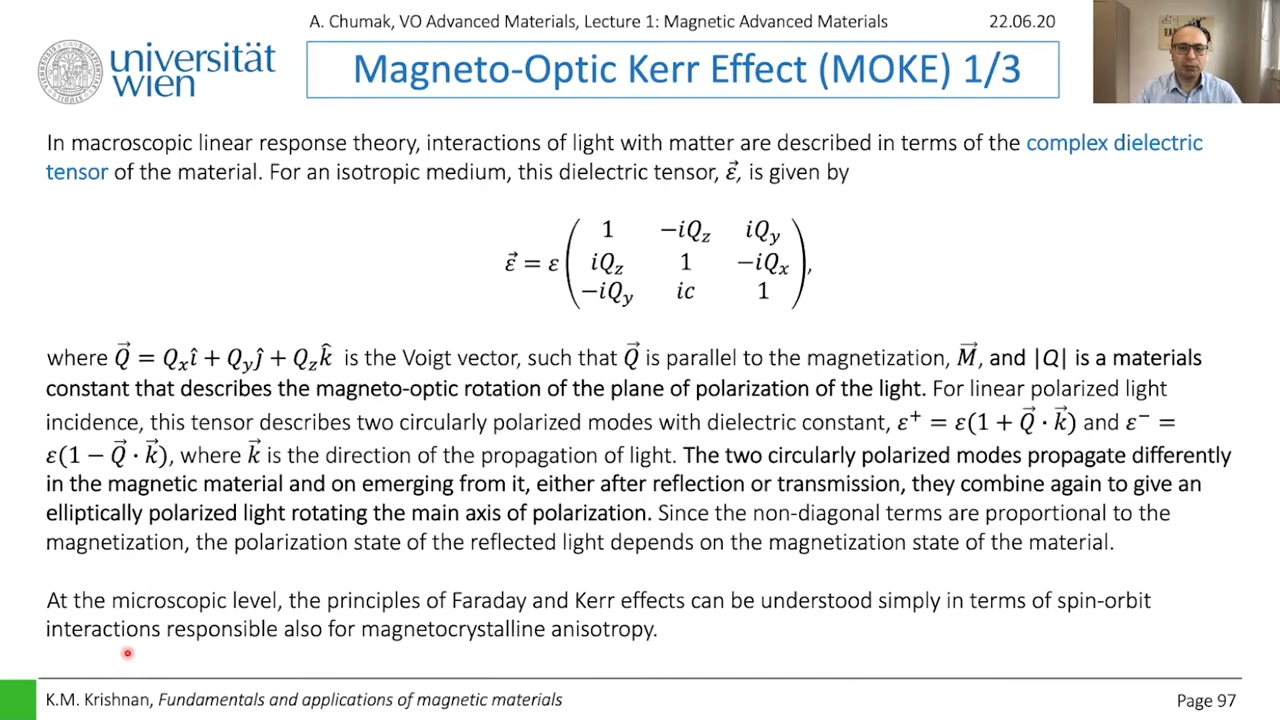 A. Chumak, VO Advanced Materials, Lecture 1: Magnetic Advanced Materials 22.06.20
universität
wien
Magneto-Optic Kerr Effect (MOKE) 1/3
In macroscopic linear response theory, interactions of light with matter are described in terms of the complex dielectric
tensor of the material. For an isotropic medium, this dielectric tensor, ε⃗, is given by
1 −iQ_z iQ_y
ε⃗ = ε iQ_z 1 −iQ_x ,
−iQ_y ic 1
where Q⃗ = Q_x î + Q_y ĵ + Q_z k̂ is the Voigt vector, such that Q⃗ is parallel to the magnetization, M⃗, and |Q| is a materials
constant that describes the magneto-optic rotation of the plane of polarization of the light. For linear polarized light
incidence, this tensor describes two circularly polarized modes with dielectric constant, ε⁺ = ε(1 + Q⃗ · k⃗) and ε⁻ =
ε(1 − Q⃗ · k⃗), where k⃗ is the direction of the propagation of light. The two circularly polarized modes propagate differently
in the magnetic material and on emerging from it, either after reflection or transmission, they combine again to give an
elliptically polarized light rotating the main axis of polarization. Since the non-diagonal terms are proportional to the
magnetization, the polarization state of the reflected light depends on the magnetization state of the material.
At the microscopic level, the principles of Faraday and Kerr effects can be understood simply in terms of spin-orbit
interactions responsible also for magnetocrystalline anisotropy.
K.M. Krishnan, Fundamentals and applications of magnetic materials
Page 97